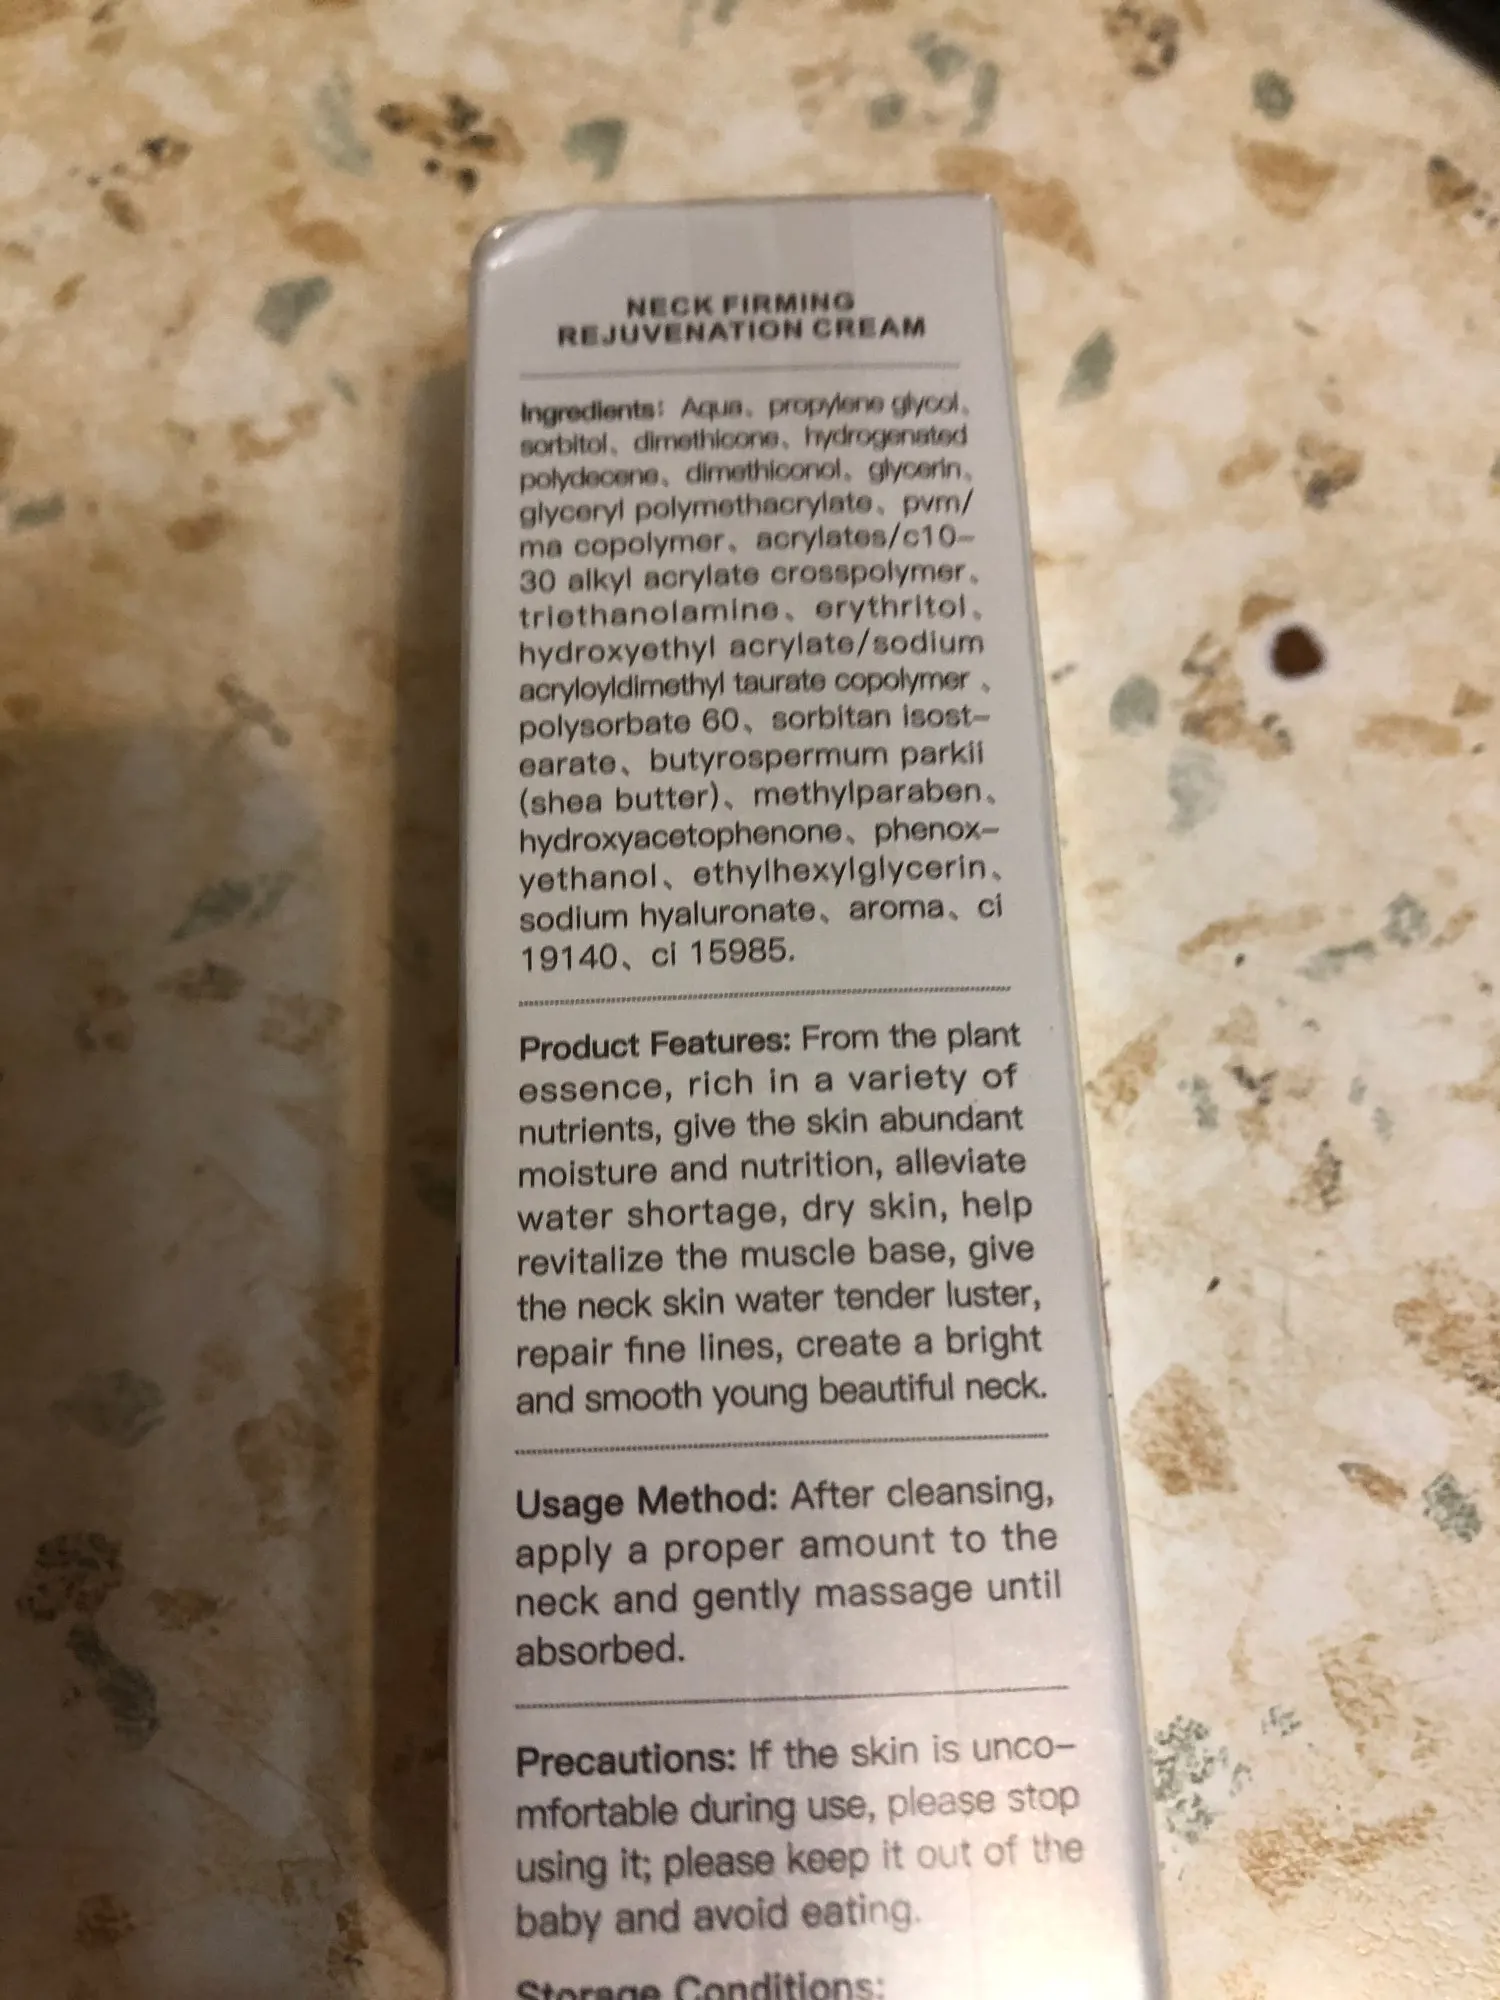 NECK FIRMING
REJUVENATION CREAM
Ingredients: Aqua、propylene glycol、
sorbitol、dimethicone、hydrogenated
polydecene、dimethiconol、glycerin、
glyceryl polymethacrylate、pvm/
ma copolymer、acrylates/c10–
30 alkyl acrylate crosspolymer、
triethanolamine、erythritol、
hydroxyethyl acrylate/sodium
acryloyldimethyl taurate copolymer 、
polysorbate 60、sorbitan isost–
earate、butyrospermum parkii
(shea butter)、methylparaben、
hydroxyacetophenone、phenox–
yethanol、ethylhexylglycerin、
sodium hyaluronate、aroma、ci
19140、ci 15985.
Product Features: From the plant
essence, rich in a variety of
nutrients, give the skin abundant
moisture and nutrition, alleviate
water shortage, dry skin, help
revitalize the muscle base, give
the neck skin water tender luster,
repair fine lines, create a bright
and smooth young beautiful neck.
Usage Method: After cleansing,
apply a proper amount to the
neck and gently massage until
absorbed.
Precautions: If the skin is unco–
mfortable during use, please stop
using it; please keep it out of the
baby and avoid eating.
Storage Conditions: